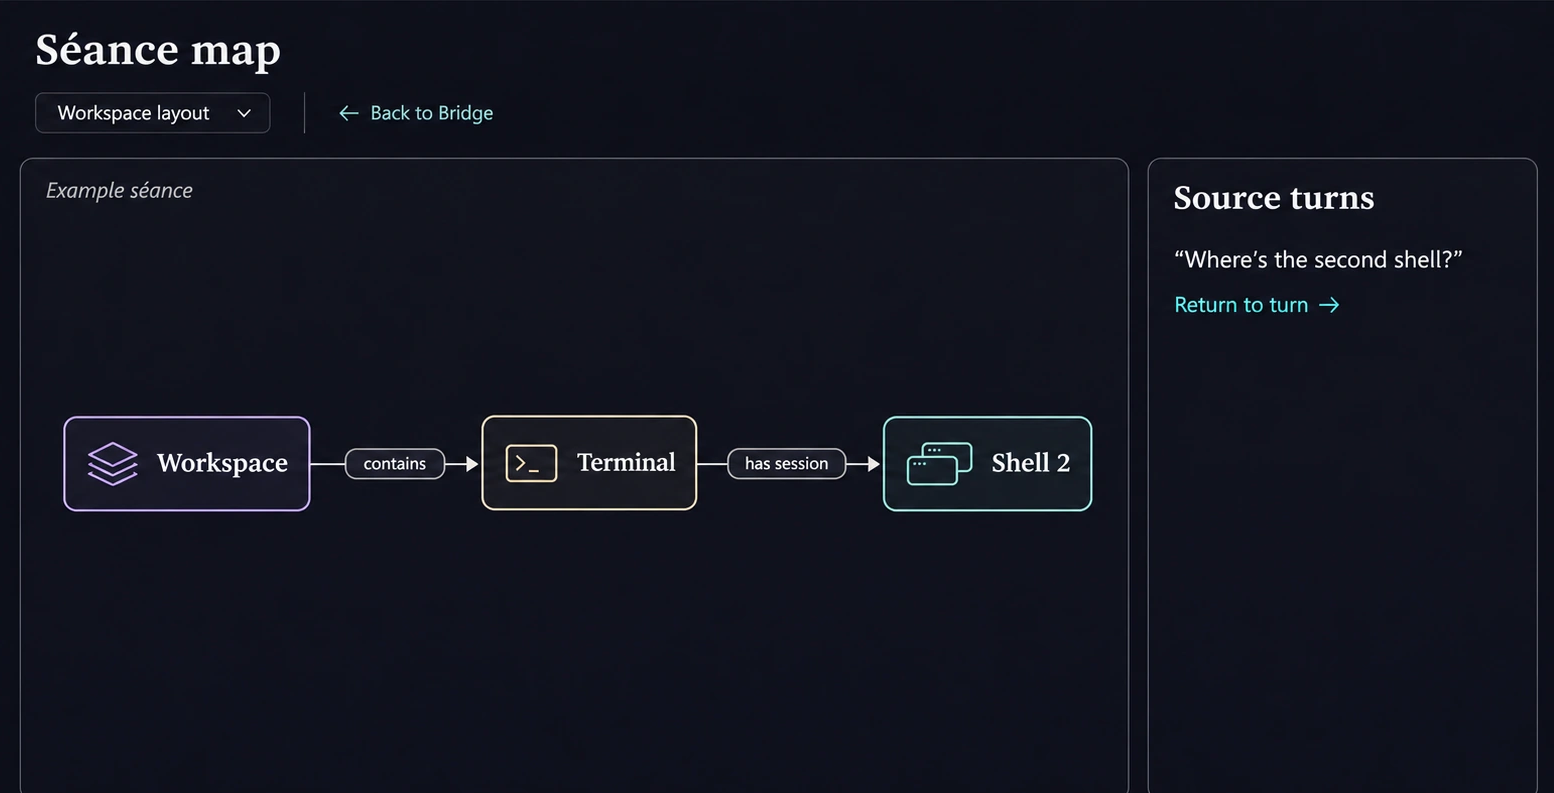 Séance map
Workspace layout
← Back to Bridge
Example séance
Workspace
contains
Terminal
has session
Shell 2
Source turns
“Where’s the second shell?”
Return to turn →